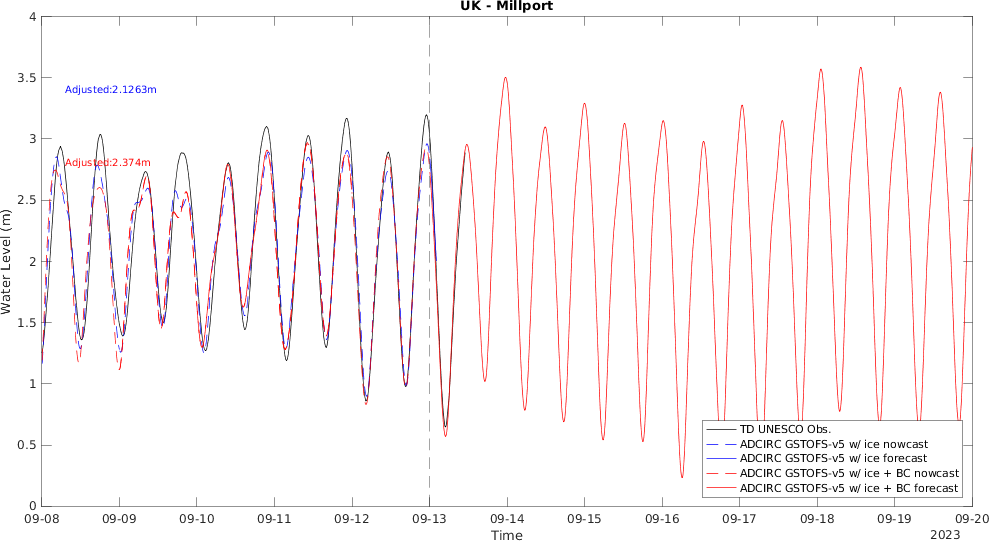 UK - Millport
4
3.5
3
2.5
2
1.5
1
0.5
0
Water Level (m)
Adjusted:2.1263m
Adjusted:2.374m
TD UNESCO Obs.
ADCIRC GSTOFS-v5 w/ ice nowcast
ADCIRC GSTOFS-v5 w/ ice forecast
ADCIRC GSTOFS-v5 w/ ice + BC nowcast
ADCIRC GSTOFS-v5 w/ ice + BC forecast
09-08 09-09 09-10 09-11 09-12 09-13 09-14 09-15 09-16 09-17 09-18 09-19 09-20
Time
2023